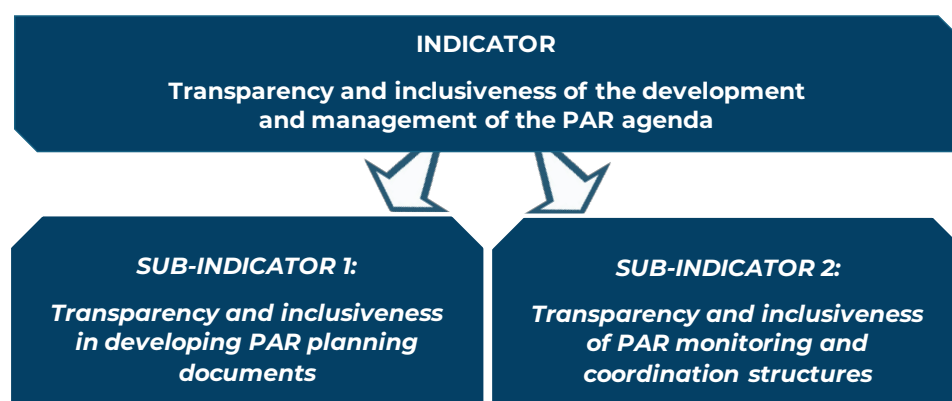 INDICATOR
Transparency and inclusiveness of the development
and management of the PAR agenda
SUB-INDICATOR 1:
Transparency and inclusiveness
in developing PAR planning
documents
SUB-INDICATOR 2:
Transparency and inclusiveness
of PAR monitoring and
coordination structures